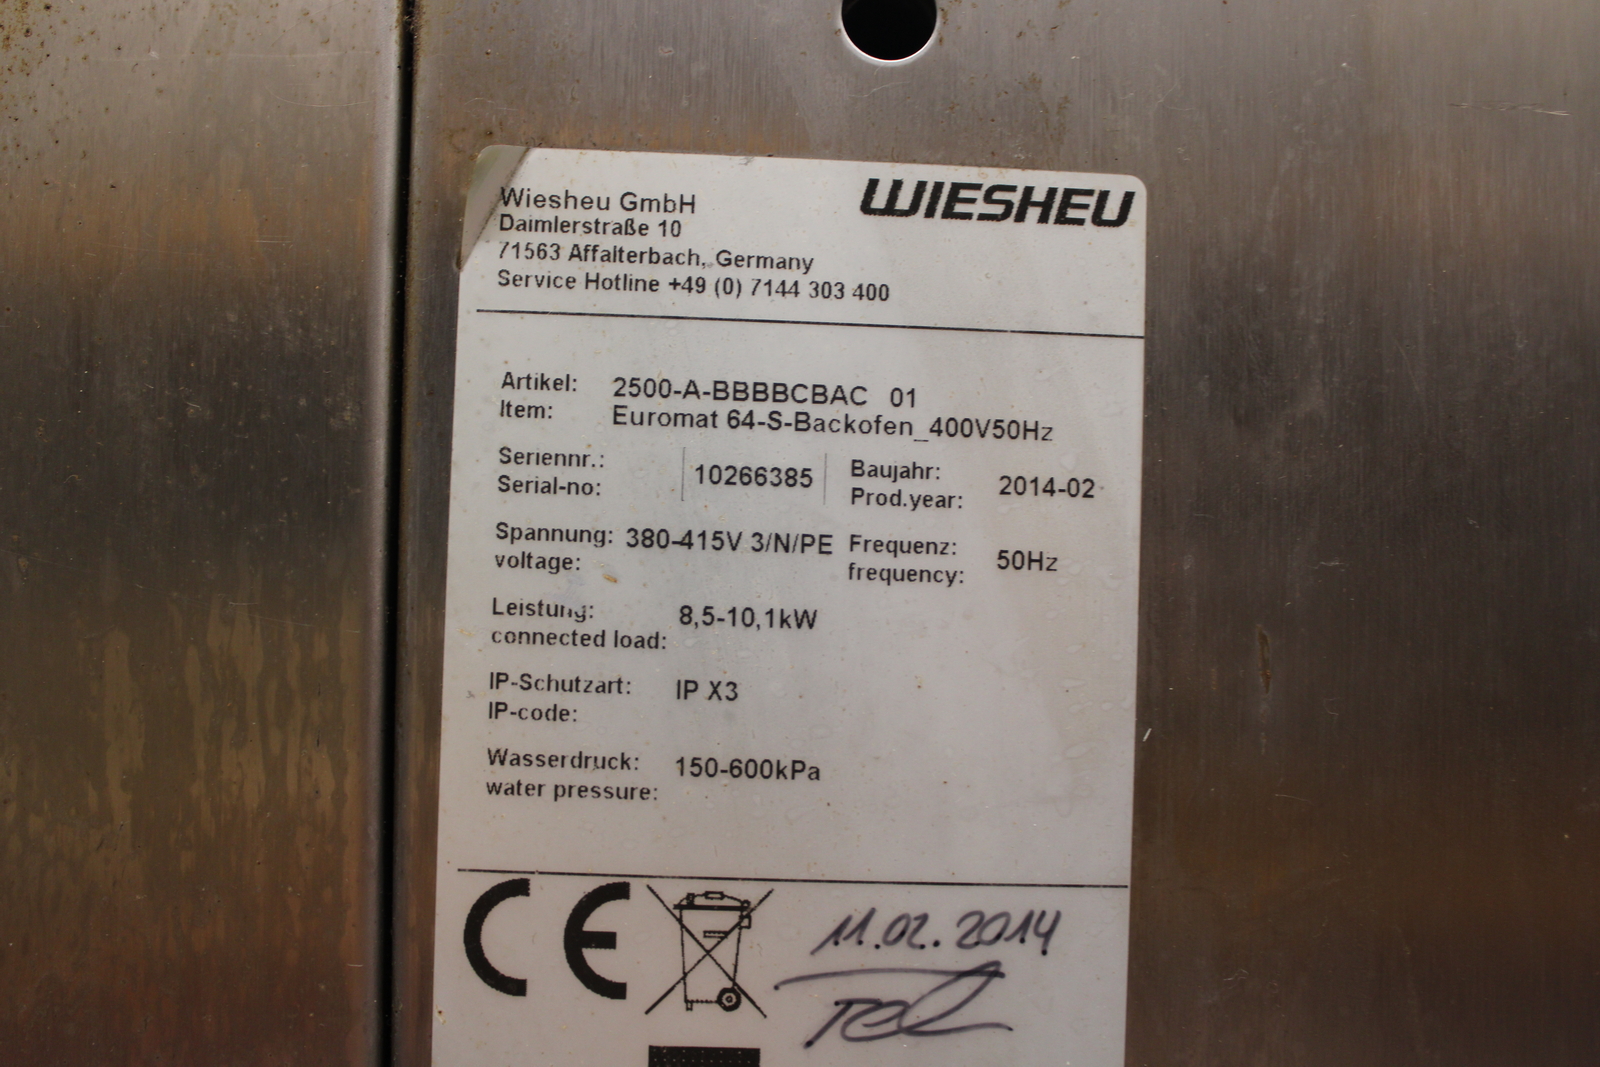 Wiesheu GmbH
WIESHEU
Daimlerstraße 10
71563 Affalterbach, Germany
Service Hotline +49 (0) 7144 303 400
Artikel: 2500-A-BBBBCBAC 01
Item: Euromat 64-S-Backofen_400V50Hz
Seriennr.:
Serial-no: 10266385
Baujahr:
Prod.year: 2014-02
Spannung: 380-415V 3/N/PE
voltage:
Frequenz:
frequency: 50Hz
Leistung: 8,5-10,1kW
connected load:
IP-Schutzart: IP X3
IP-code:
Wasserdruck: 150-600kPa
water pressure:
CE
11.02.2014